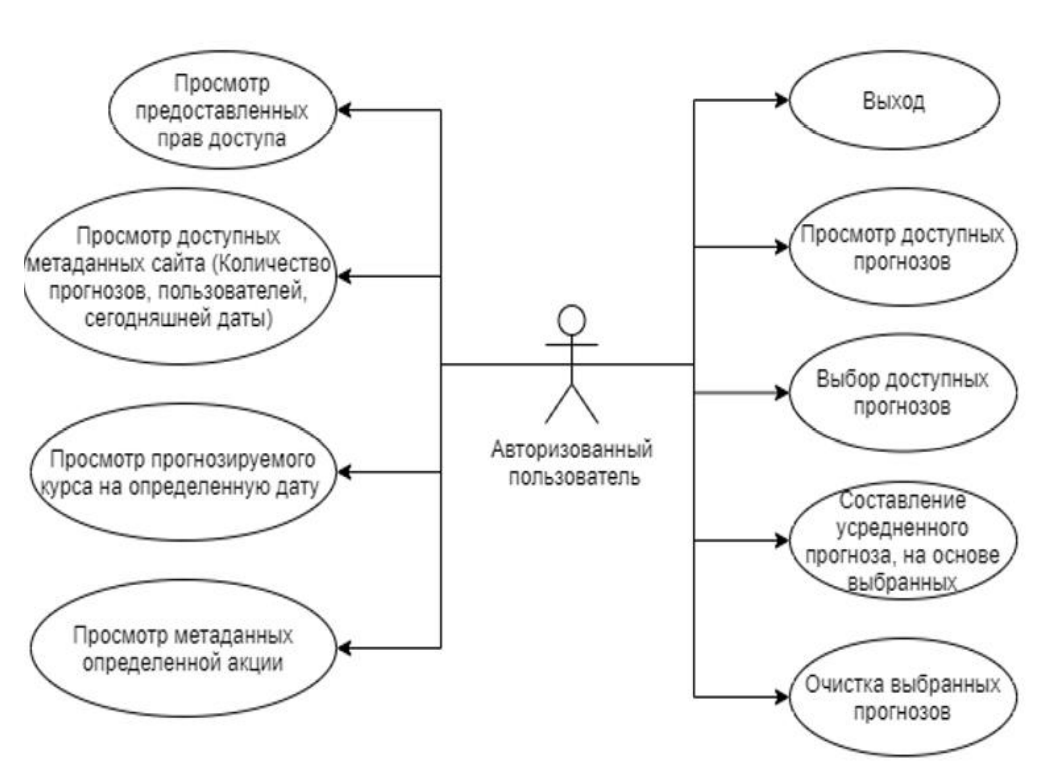 Просмотр
предоставленных
прав доступа
Просмотр доступных
метаданных сайта (Количество
прогнозов, пользователей,
сегодняшней даты)
Просмотр прогнозируемого
курса на определенную дату
Просмотр метаданных
определенной акции
Авторизованный
пользователь
Выход
Просмотр доступных
прогнозов
Выбор доступных
прогнозов
Составление
усредненного
прогноза, на основе
выбранных
Очистка выбранных
прогнозов